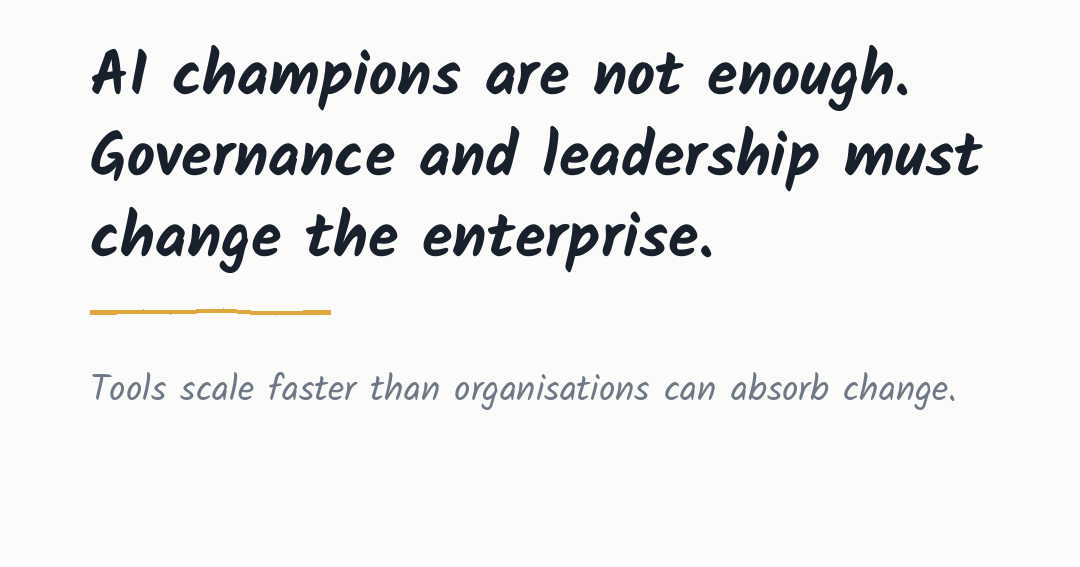 AI champions are not enough.
Governance and leadership must
change the enterprise.
Tools scale faster than organisations can absorb change.